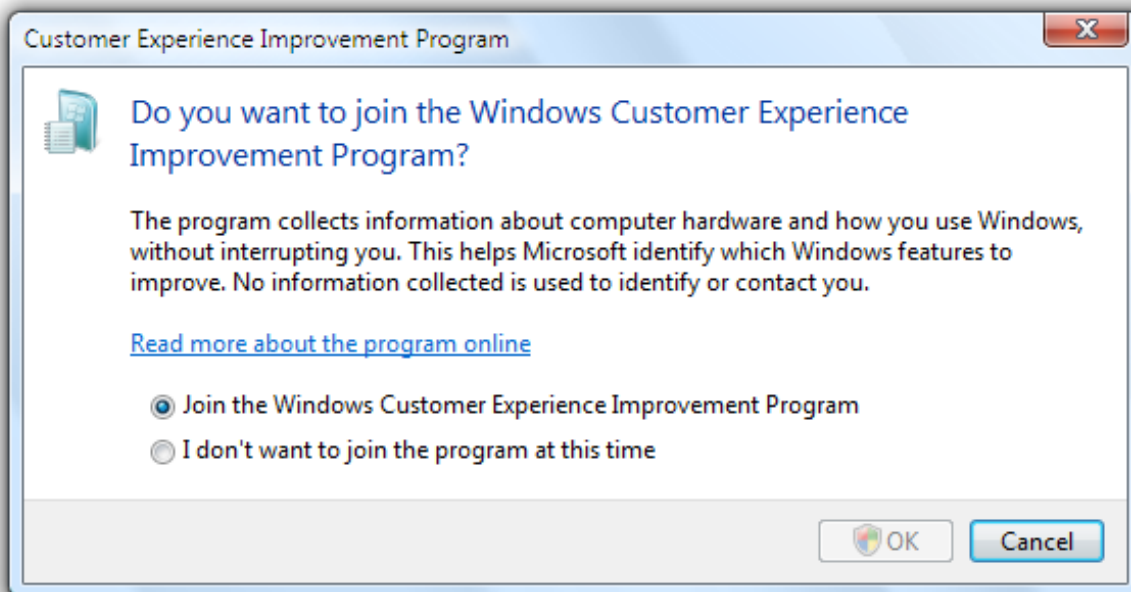 Customer Experience Improvement Program
Do you want to join the Windows Customer Experience
Improvement Program?
The program collects information about computer hardware and how you use Windows,
without interrupting you. This helps Microsoft identify which Windows features to
improve. No information collected is used to identify or contact you.
Read more about the program online
Join the Windows Customer Experience Improvement Program
I don't want to join the program at this time
OK Cancel